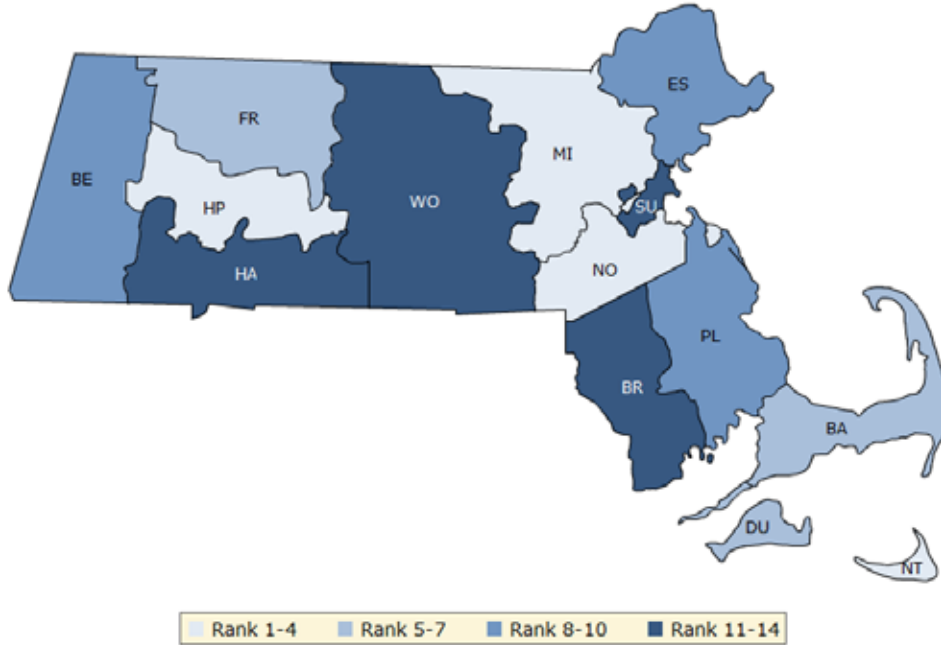 ES
FR
MI
BE
WO
HP
SU
HA
NO
PL
BR
BA
DU
NT
Rank 1-4 Rank 5-7 Rank 8-10 Rank 11-14